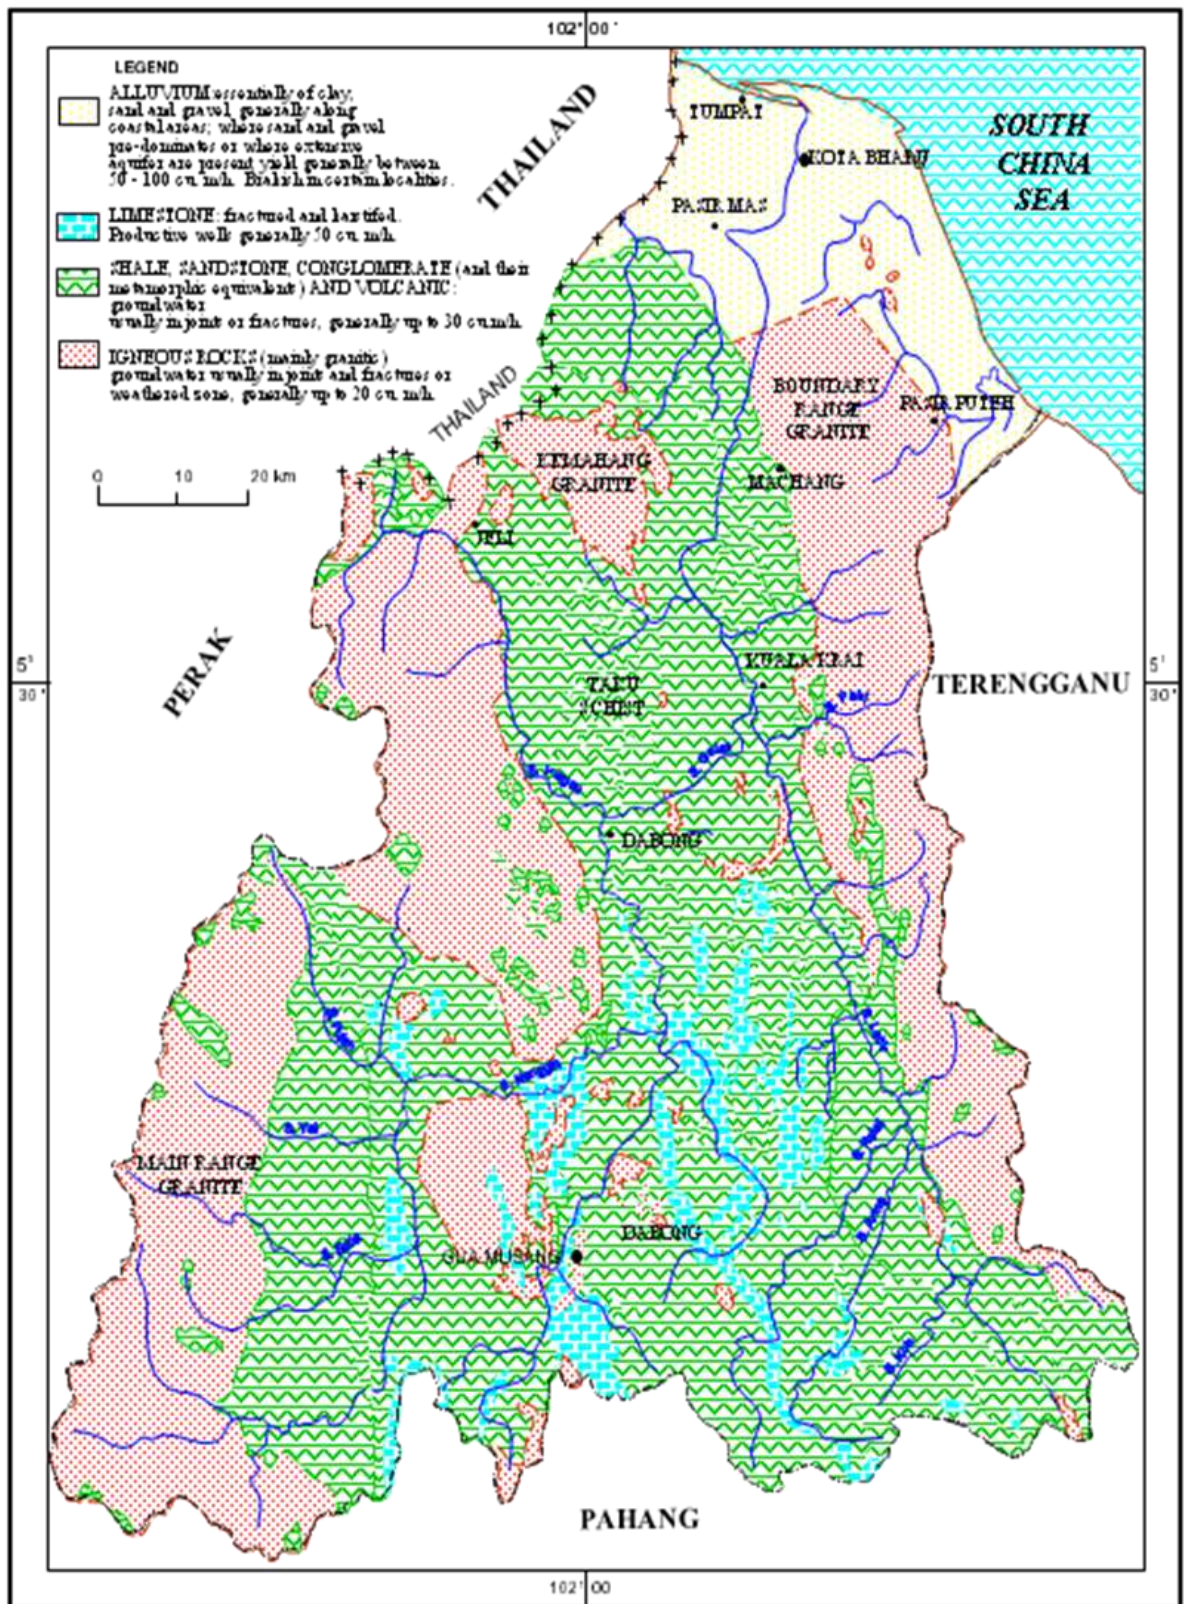 102° 00'
LEGEND
ALLUVIUM: essentially of clay,
sand and gravel, generally along
coastal areas; where sand and gravel
pre-dominates or where extensive
aquifer are present yield generally between
50 - 100 cu. m/h. in certain localities.
LIMESTONE: fractured and
Productive wells generally 50 cu. m/h.
SHALE, SANDSTONE, CONGLOMERATE (and their
metamorphic equivalents) AND VOLCANIC:
groundwater
usually in joints or fractures, generally up to 30 cu. m/h.
IGNEOUS ROCKS (mainly granitic)
groundwater usually in joints and fractures or
weathered zone, generally up to 20 cu. m/h.
0 10 20 km
THAILAND
THAILAND
SOUTH
CHINA
SEA
TUMPAT
KOTA BHARU
PASIR MAS
BOUNDARY
RANGE
GRANITE
PASIR PUTEH
KEMAHANG
GRANITE
MACHANG
JELI
PERAK
5°
30'
KUALA KRAI
TAKU
SCHIST
TERENGGANU
5°
30'
DABONG
MAIN RANGE
GRANITE
DABONG
GUA MUSANG
PAHANG
102° 00